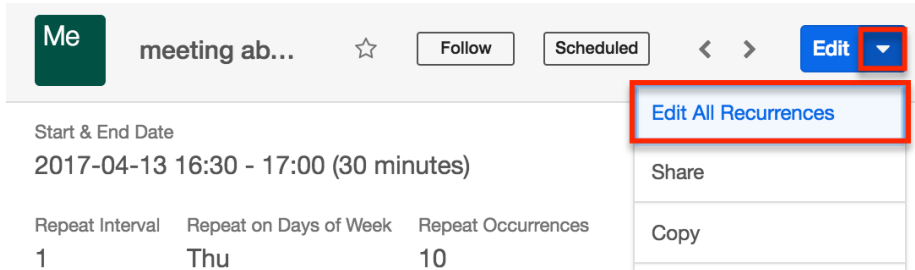 Me
meeting ab...
Follow
Scheduled
Edit
Edit All Recurrences
Start & End Date
2017-04-13 16:30 - 17:00 (30 minutes)
Share
Repeat Interval Repeat on Days of Week Repeat Occurrences
1 Thu 10
Copy